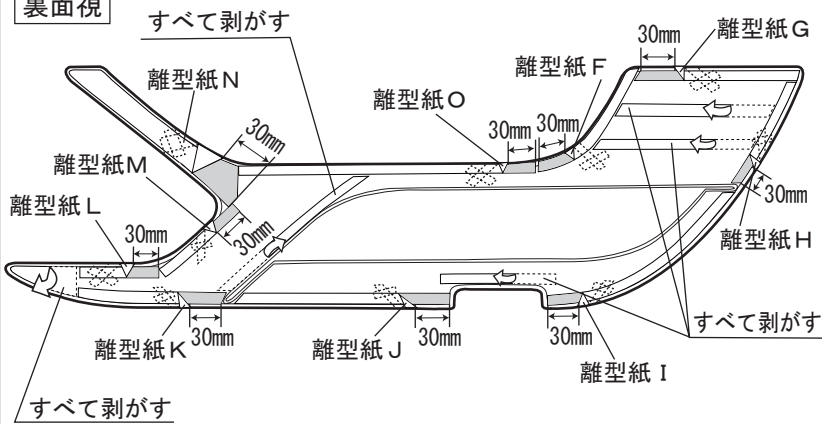 裏面視
すべて剥がす
30mm
離型紙G
離型紙N
離型紙F
離型紙O
30mm
30mm
30mm
離型紙M
30mm
離型紙L
30mm
30mm
離型紙H
離型紙K
30mm
離型紙J
30mm
30mm
離型紙I
すべて剥がす
すべて剥がす